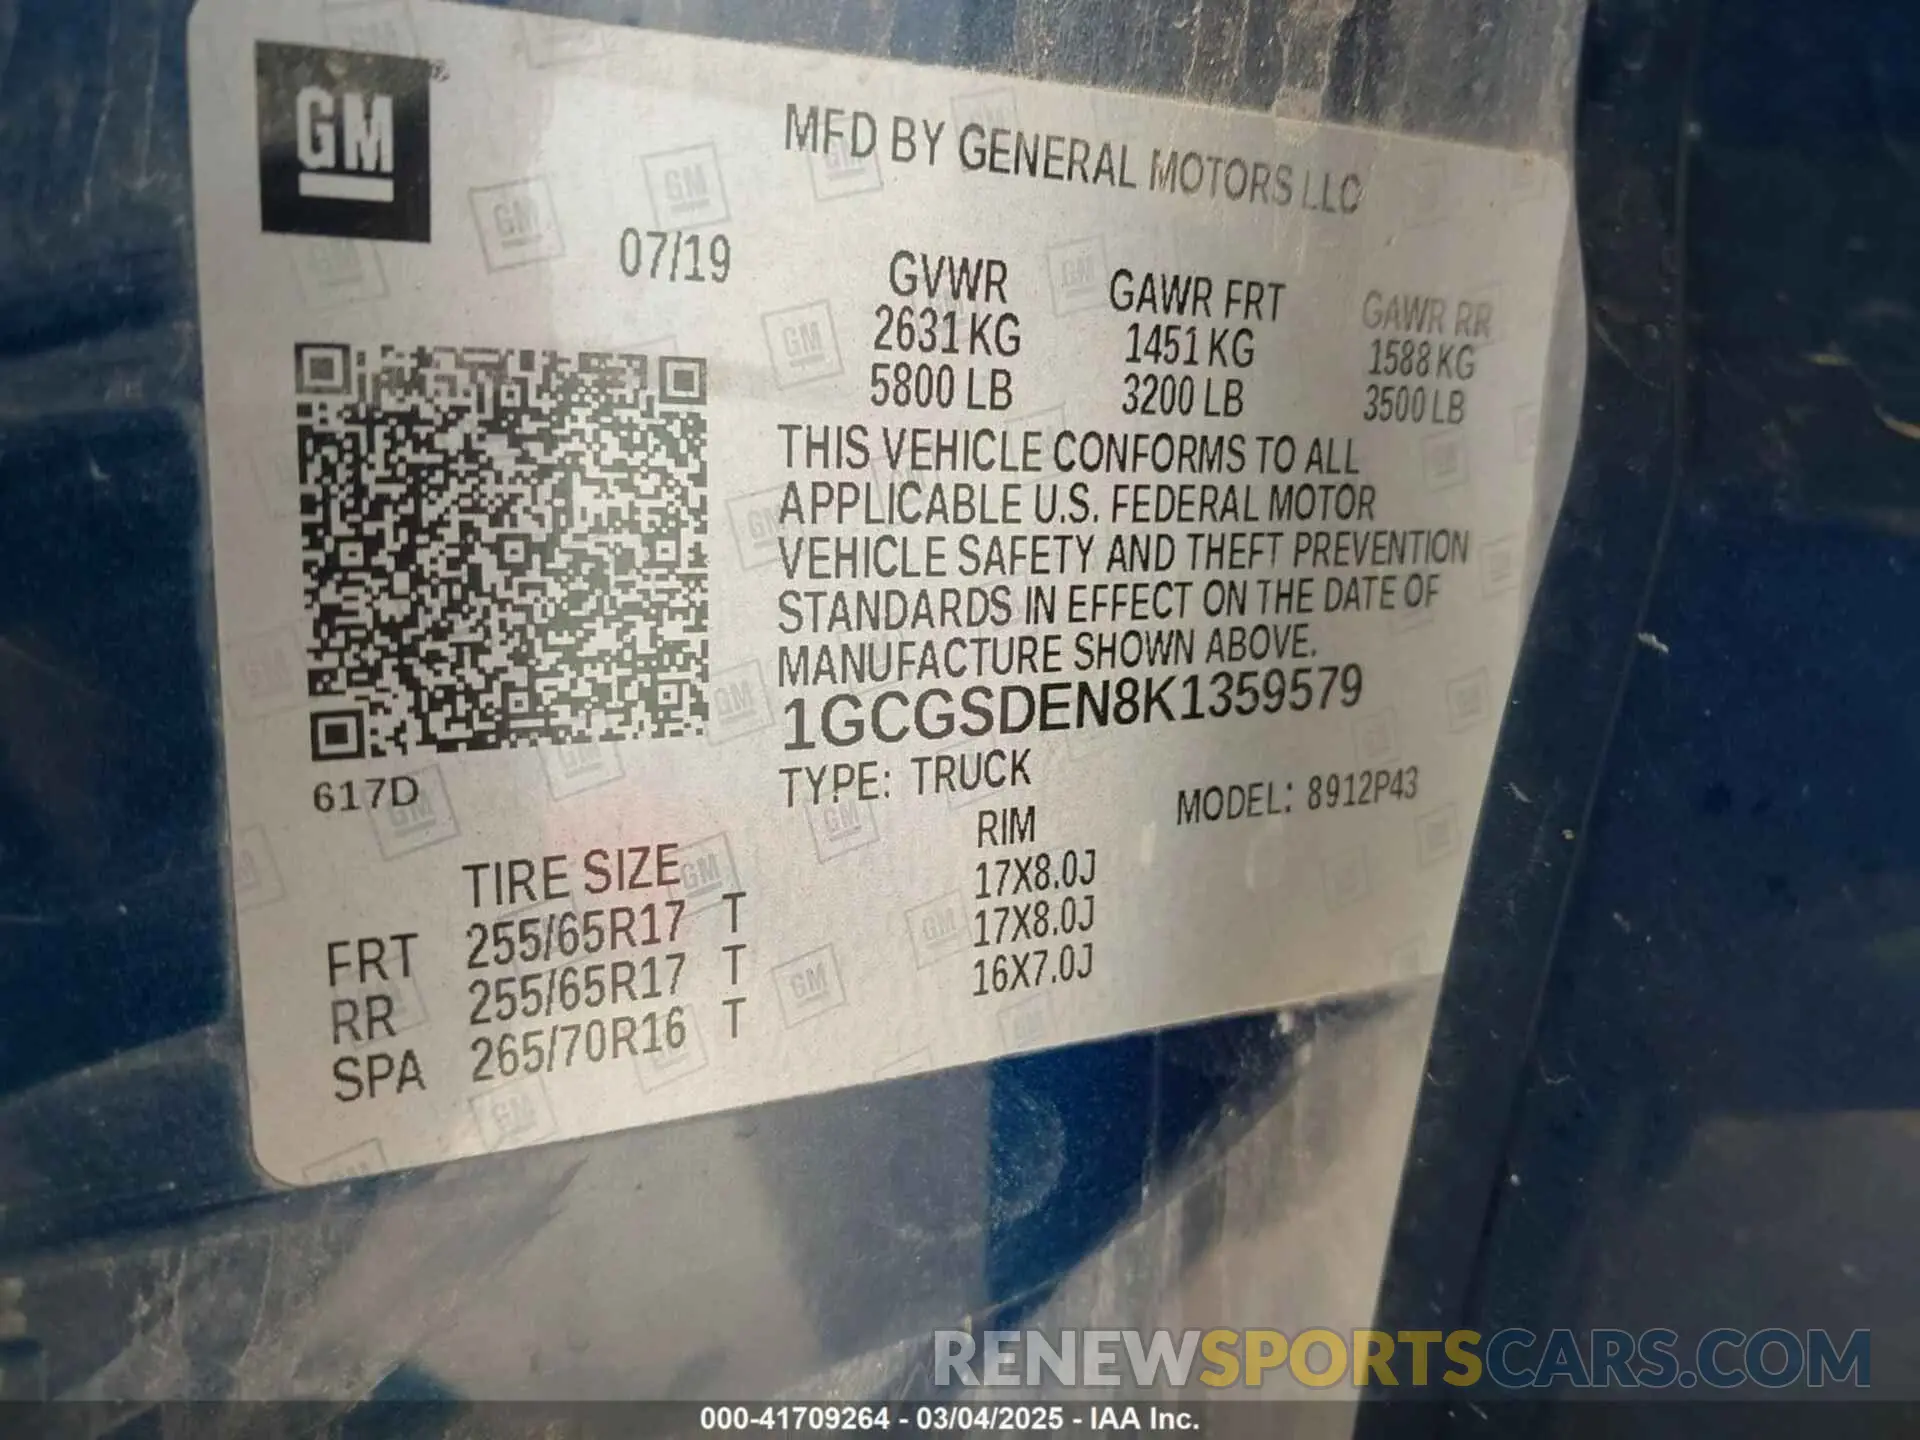 GM
MFD BY GENERAL MOTORS LLC
07/19
GVWR GAWR FRT GAWR RR
2631 KG 1451 KG 1588 KG
5800 LB 3200 LB 3500 LB
THIS VEHICLE CONFORMS TO ALL
APPLICABLE U.S. FEDERAL MOTOR
VEHICLE SAFETY AND THEFT PREVENTION
STANDARDS IN EFFECT ON THE DATE OF
MANUFACTURE SHOWN ABOVE.
1GCGSDEN8K1359579
617D
TYPE: TRUCK MODEL: 8912P43
TIRE SIZE RIM
FRT 255/65R17 T 17X8.0J
RR 255/65R17 T 17X8.0J
SPA 265/70R16 T 16X7.0J
RENEWSPORTSCARS.COM
000-41709264 - 03/04/2025 - IAA Inc.